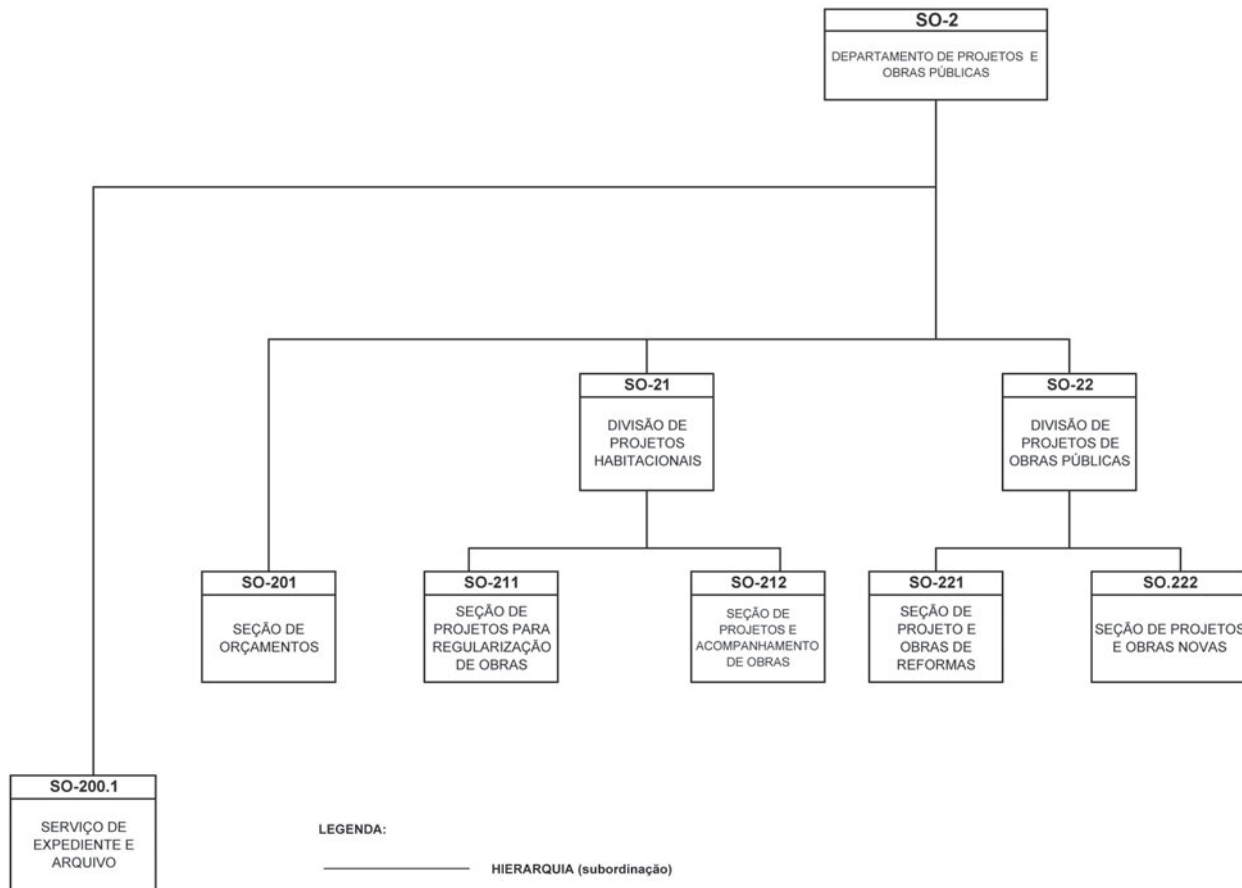 SO-2
DEPARTAMENTO DE PROJETOS E
OBRAS PÚBLICAS
SO-21
DIVISÃO DE
PROJETOS
HABITACIONAIS
SO-22
DIVISÃO DE
PROJETOS DE
OBRAS PÚBLICAS
SO-201
SEÇÃO DE
ORÇAMENTOS
SO-211
SEÇÃO DE
PROJETOS PARA
REGULARIZAÇÃO
DE OBRAS
SO-212
SEÇÃO DE
PROJETOS E
ACOMPANHAMENTO
DE OBRAS
SO-221
SEÇÃO DE
PROJETO E
OBRAS DE
REFORMAS
SO.222
SEÇÃO DE PROJETOS
E OBRAS NOVAS
SO-200.1
SERVIÇO DE
EXPEDIENTE E
ARQUIVO
LEGENDA:
HIERARQUIA (subordinação)